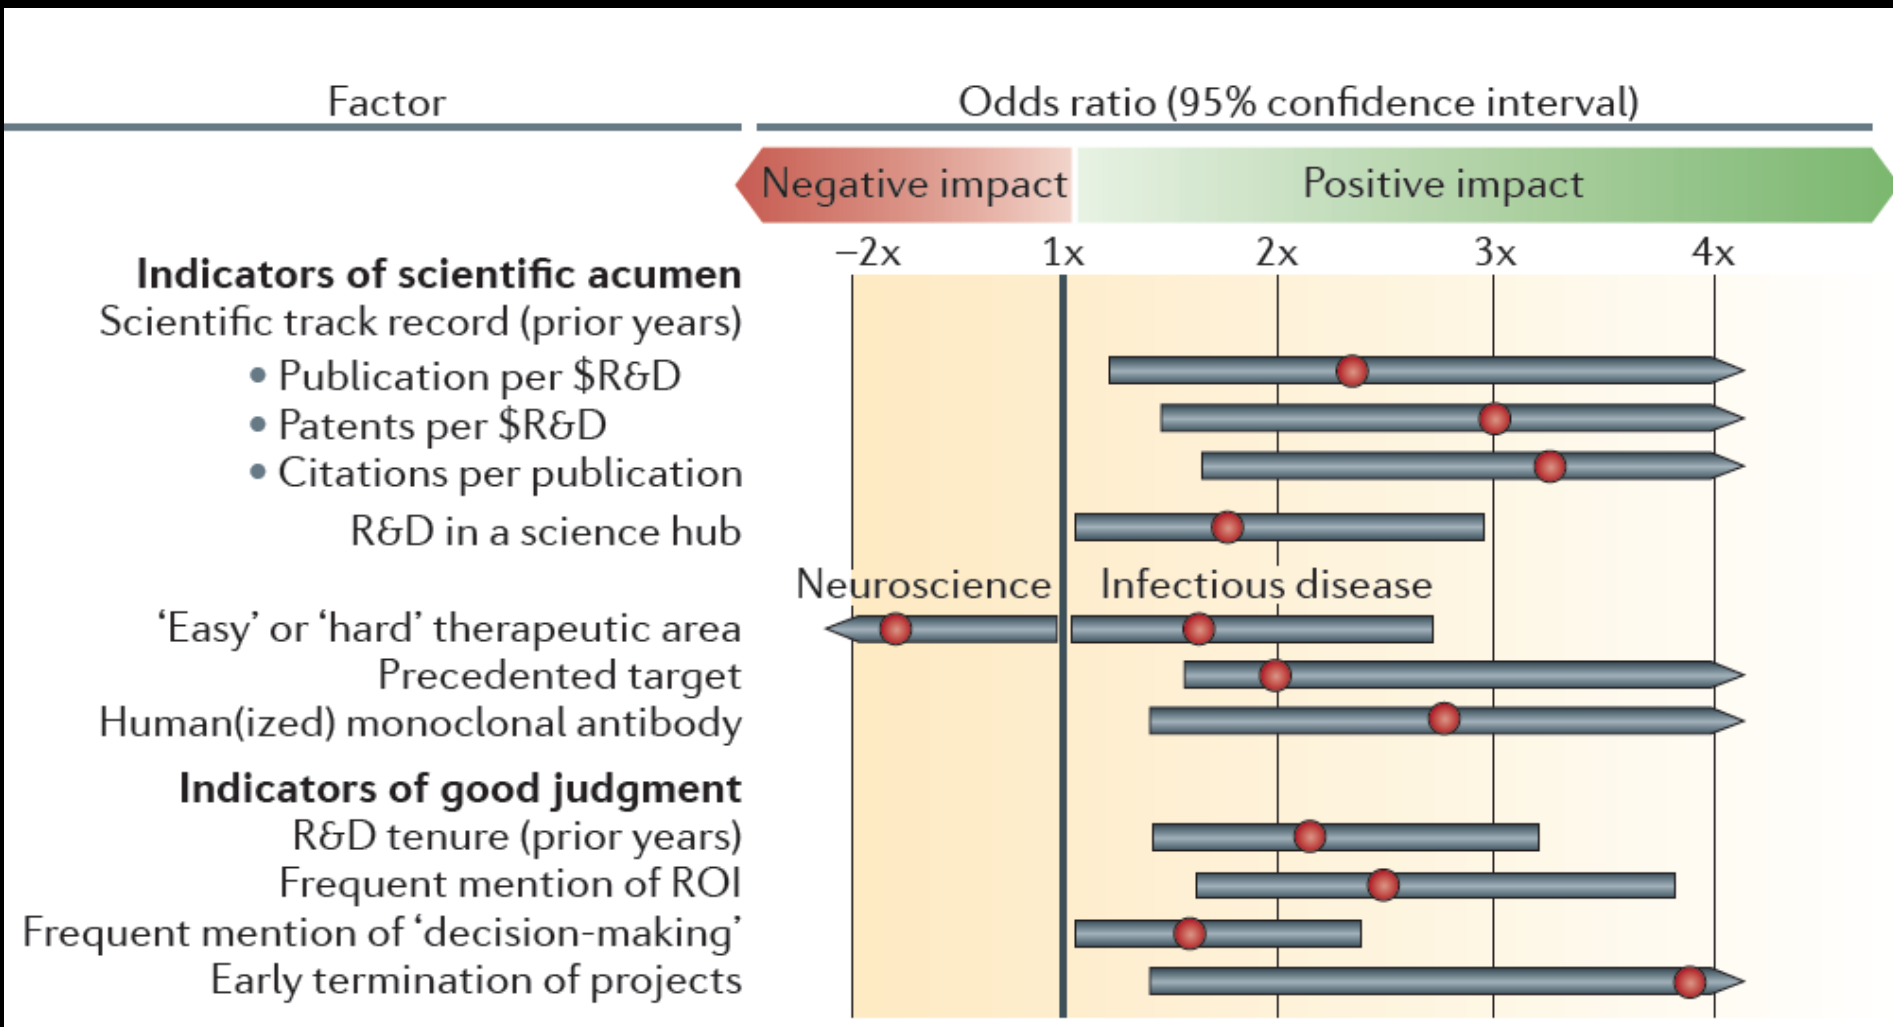 Factor
Odds ratio (95% confidence interval)
Negative impact
Positive impact
–2x 1x 2x 3x 4x
Indicators of scientific acumen
Scientific track record (prior years)
• Publication per $R&D
• Patents per $R&D
• Citations per publication
R&D in a science hub
Neuroscience
Infectious disease
‘Easy’ or ‘hard’ therapeutic area
Precedented target
Human(ized) monoclonal antibody
Indicators of good judgment
R&D tenure (prior years)
Frequent mention of ROI
Frequent mention of ‘decision-making’
Early termination of projects